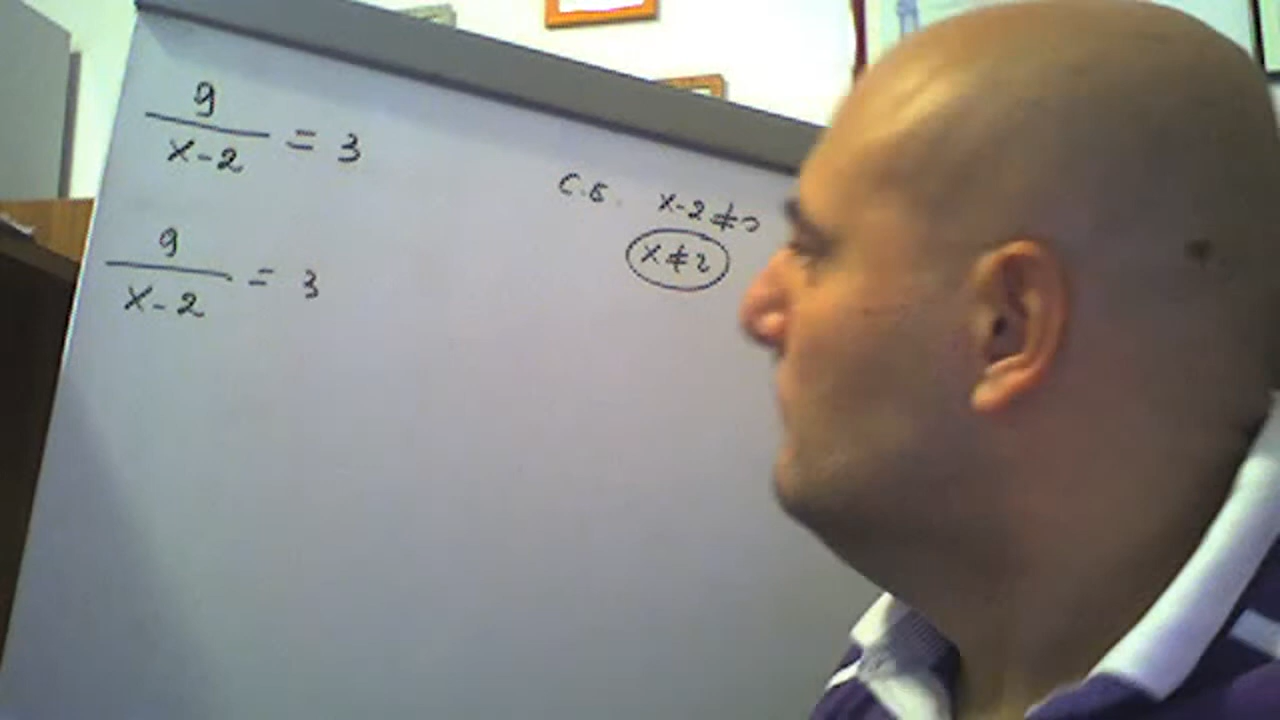 9
x-2 = 3
C.E. x-2≠0
x≠2
9
x-2 = 3